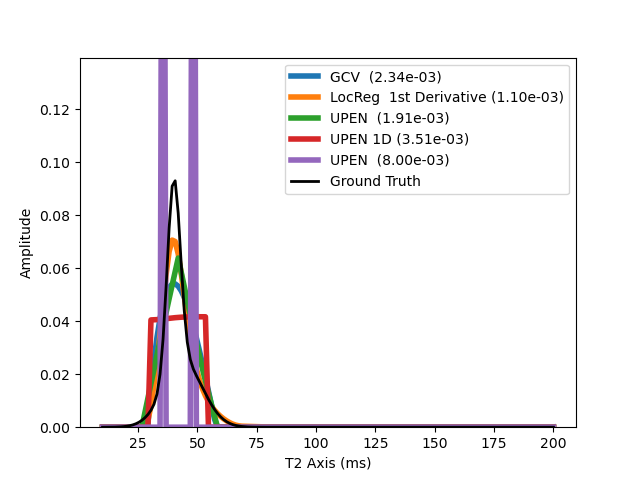 GCV (2.34e-03)
LocReg 1st Derivative (1.10e-03)
UPEN (1.91e-03)
UPEN 1D (3.51e-03)
UPEN (8.00e-03)
Ground Truth
Amplitude
0.12
0.10
0.08
0.06
0.04
0.02
0.00
25 50 75 100 125 150 175 200
T2 Axis (ms)